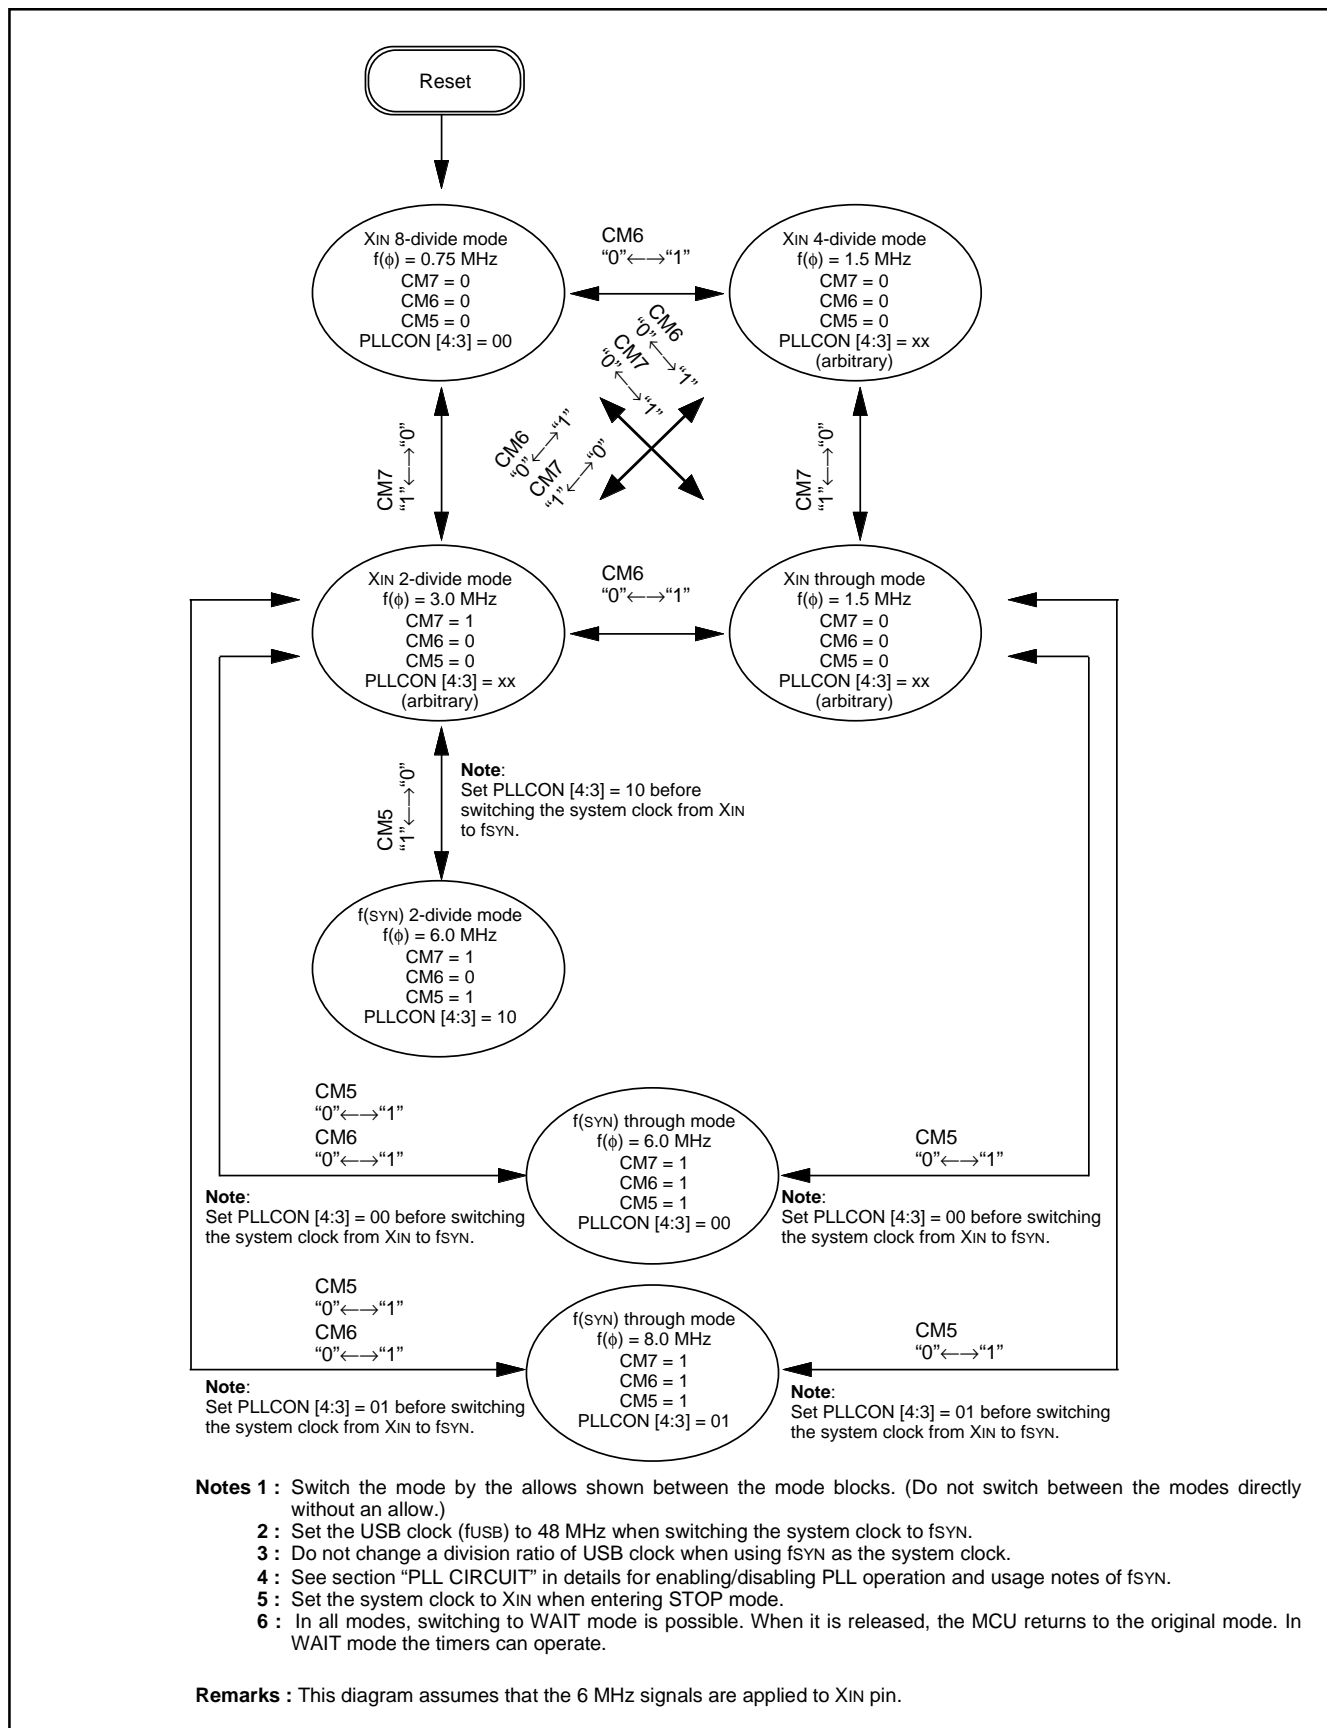 Reset
XIN 8-divide mode
f(φ) = 0.75 MHz
CM7 = 0
CM6 = 0
CM5 = 0
PLLCON [4:3] = 00
CM6
“0”←→“1”
XIN 4-divide mode
f(φ) = 1.5 MHz
CM7 = 0
CM6 = 0
CM5 = 0
PLLCON [4:3] = xx
(arbitrary)
CM6
“0”←→“1”
CM7
“0”←→“1”
CM6
“0”←→“1”
CM7
“1”←→“0”
CM7
“1”←→“0”
CM7
“1”←→“0”
XIN 2-divide mode
f(φ) = 3.0 MHz
CM7 = 1
CM6 = 0
CM5 = 0
PLLCON [4:3] = xx
(arbitrary)
CM6
“0”←→“1”
XIN through mode
f(φ) = 1.5 MHz
CM7 = 0
CM6 = 0
CM5 = 0
PLLCON [4:3] = xx
(arbitrary)
CM5
“1”←→“0”
Note:
Set PLLCON [4:3] = 10 before
switching the system clock from XIN
to fSYN.
f(SYN) 2-divide mode
f(φ) = 6.0 MHz
CM7 = 1
CM6 = 0
CM5 = 1
PLLCON [4:3] = 10
CM5
“0”←→“1”
CM6
“0”←→“1”
Note:
Set PLLCON [4:3] = 00 before switching
the system clock from XIN to fSYN.
f(SYN) through mode
f(φ) = 6.0 MHz
CM7 = 1
CM6 = 1
CM5 = 1
PLLCON [4:3] = 00
CM5
“0”←→“1”
Note:
Set PLLCON [4:3] = 00 before switching
the system clock from XIN to fSYN.
CM5
“0”←→“1”
CM6
“0”←→“1”
Note:
Set PLLCON [4:3] = 01 before switching
the system clock from XIN to fSYN.
f(SYN) through mode
f(φ) = 8.0 MHz
CM7 = 1
CM6 = 1
CM5 = 1
PLLCON [4:3] = 01
CM5
“0”←→“1”
Note:
Set PLLCON [4:3] = 01 before switching
the system clock from XIN to fSYN.
Notes 1 : Switch the mode by the allows shown between the mode blocks. (Do not switch between the modes directly
without an allow.)
2 : Set the USB clock (fUSB) to 48 MHz when switching the system clock to fSYN.
3 : Do not change a division ratio of USB clock when using fSYN as the system clock.
4 : See section “PLL CIRCUIT” in details for enabling/disabling PLL operation and usage notes of fSYN.
5 : Set the system clock to XIN when entering STOP mode.
6 : In all modes, switching to WAIT mode is possible. When it is released, the MCU returns to the original mode. In
WAIT mode the timers can operate.
Remarks : This diagram assumes that the 6 MHz signals are applied to XIN pin.